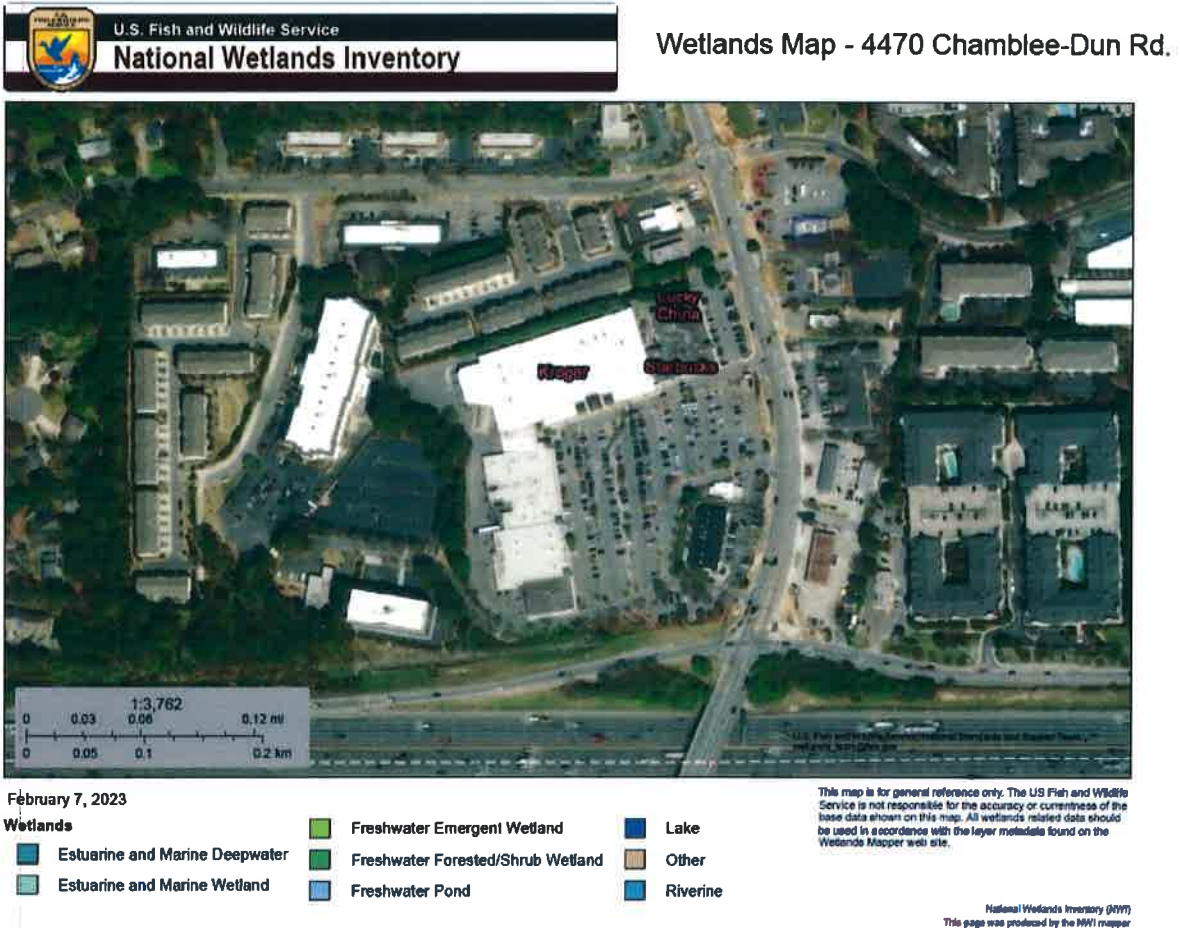 U.S. Fish and Wildlife Service
National Wetlands Inventory
Wetlands Map - 4470 Chamblee-Dun Rd.
Lucky
China
Kroger
Starbucks
1:3,762
0 0.03 0.06 0.12 mi
0 0.05 0.1 0.2 km
February 7, 2023
Wetlands
Estuarine and Marine Deepwater
Estuarine and Marine Wetland
Freshwater Emergent Wetland
Freshwater Forested/Shrub Wetland
Freshwater Pond
Lake
Other
Riverine
This map is for general reference only. The US Fish and Wildlife
Service is not responsible for the accuracy or currentness of the
base data shown on this map. All wetlands related data should
be used in accordance with the layer metadata found on the
Wetlands Mapper web site.
National Wetlands Inventory (NWI)
This page was produced by the NWI mapper